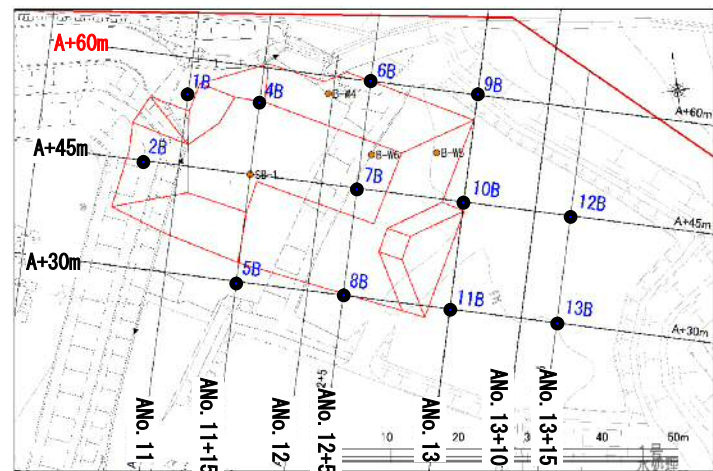 A+60m
1B
4B
6B
9B
B-W4
A+60m
A+45m
2B
SB-1
B-W6
B-W8
7B
10B
12B
A+45m
A+30m
5B
8B
11B
13B
A+30m
ANo. 11
ANo. 11+15
ANo. 12
ANo. 12+5
ANo. 13
ANo. 13+10
ANo. 13+15
10
20
40
50m